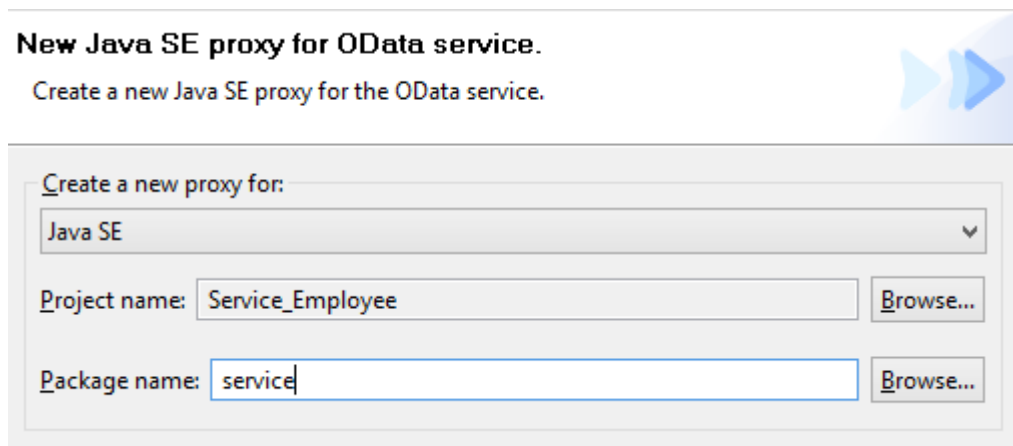 New Java SE proxy for OData service.
Create a new Java SE proxy for the OData service.
Create a new proxy for:
Java SE
Project name: Service_Employee Browse...
Package name: service Browse...